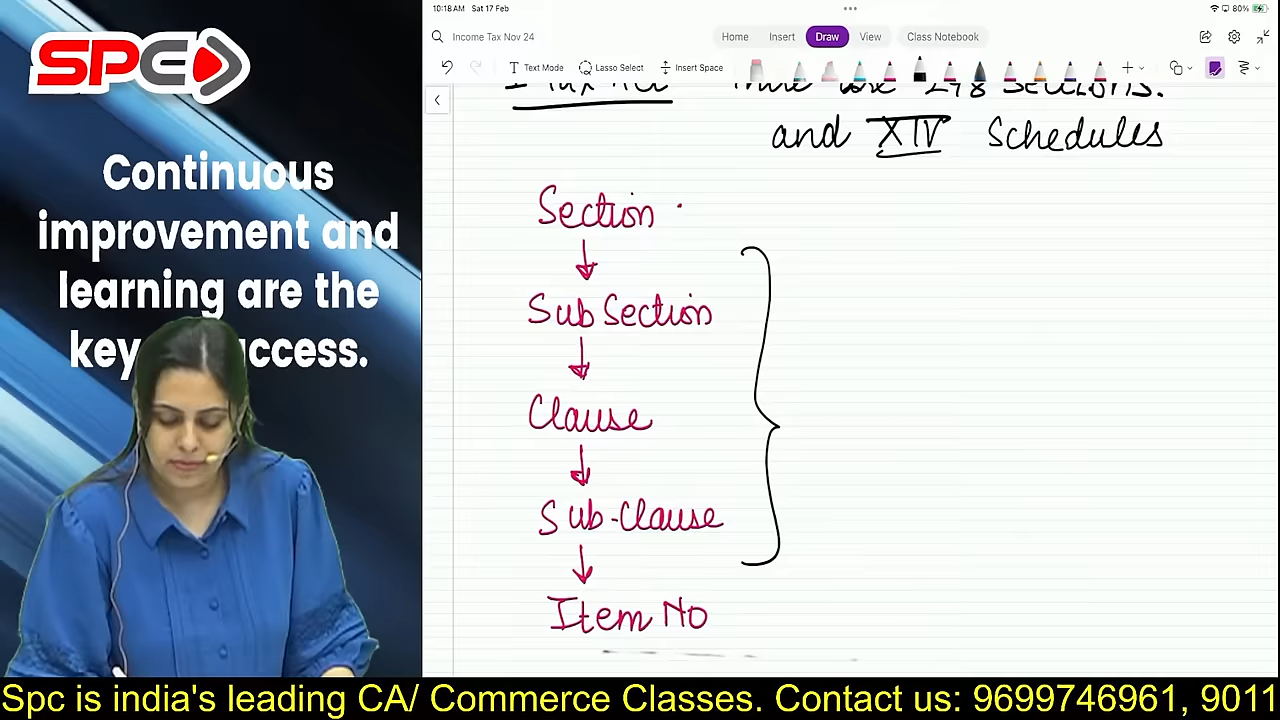 10:18 AM Sat 17 Feb
80%
SPC
Income Tax Nov 24
Home Insert Draw View Class Notebook
Text Mode Lasso Select Insert Space
and XIV Schedules
Continuous
improvement and
learning are the
key ccess.
Section
Sub Section
Clause
Sub-Clause
Item No
Spc is india's leading CA/ Commerce Classes. Contact us: 9699746961, 9011